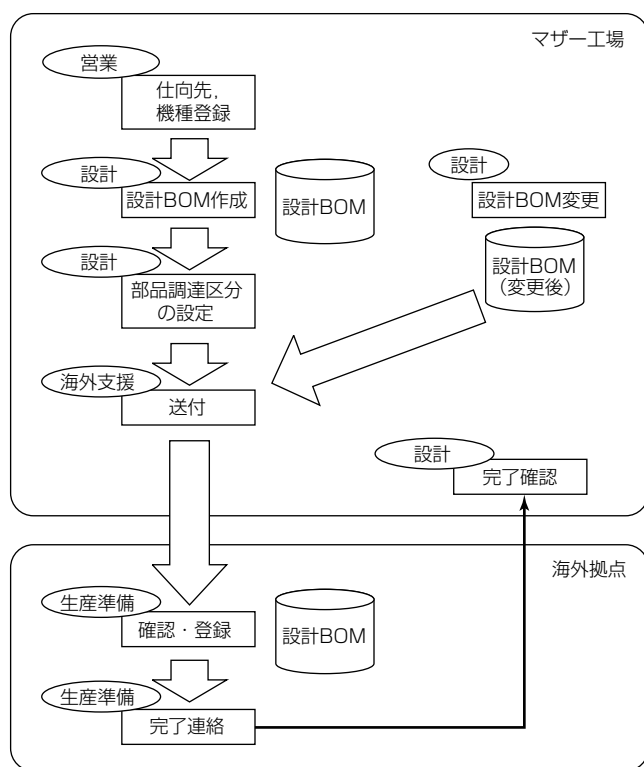 マザー工場
営業
仕向先,
機種登録
設計
設計BOM作成
設計BOM
設計
設計BOM変更
設計BOM
(変更後)
設計
部品調達区分
の設定
海外支援
送付
設計
完了確認
海外拠点
生産準備
確認・登録
設計BOM
生産準備
完了連絡